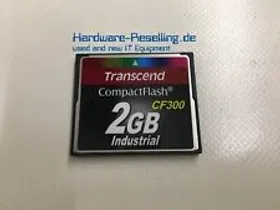 Hardware-Reselling.de
used and new IT Equipment
Transcend
CompactFlash®
CF300
2GB
Industrial